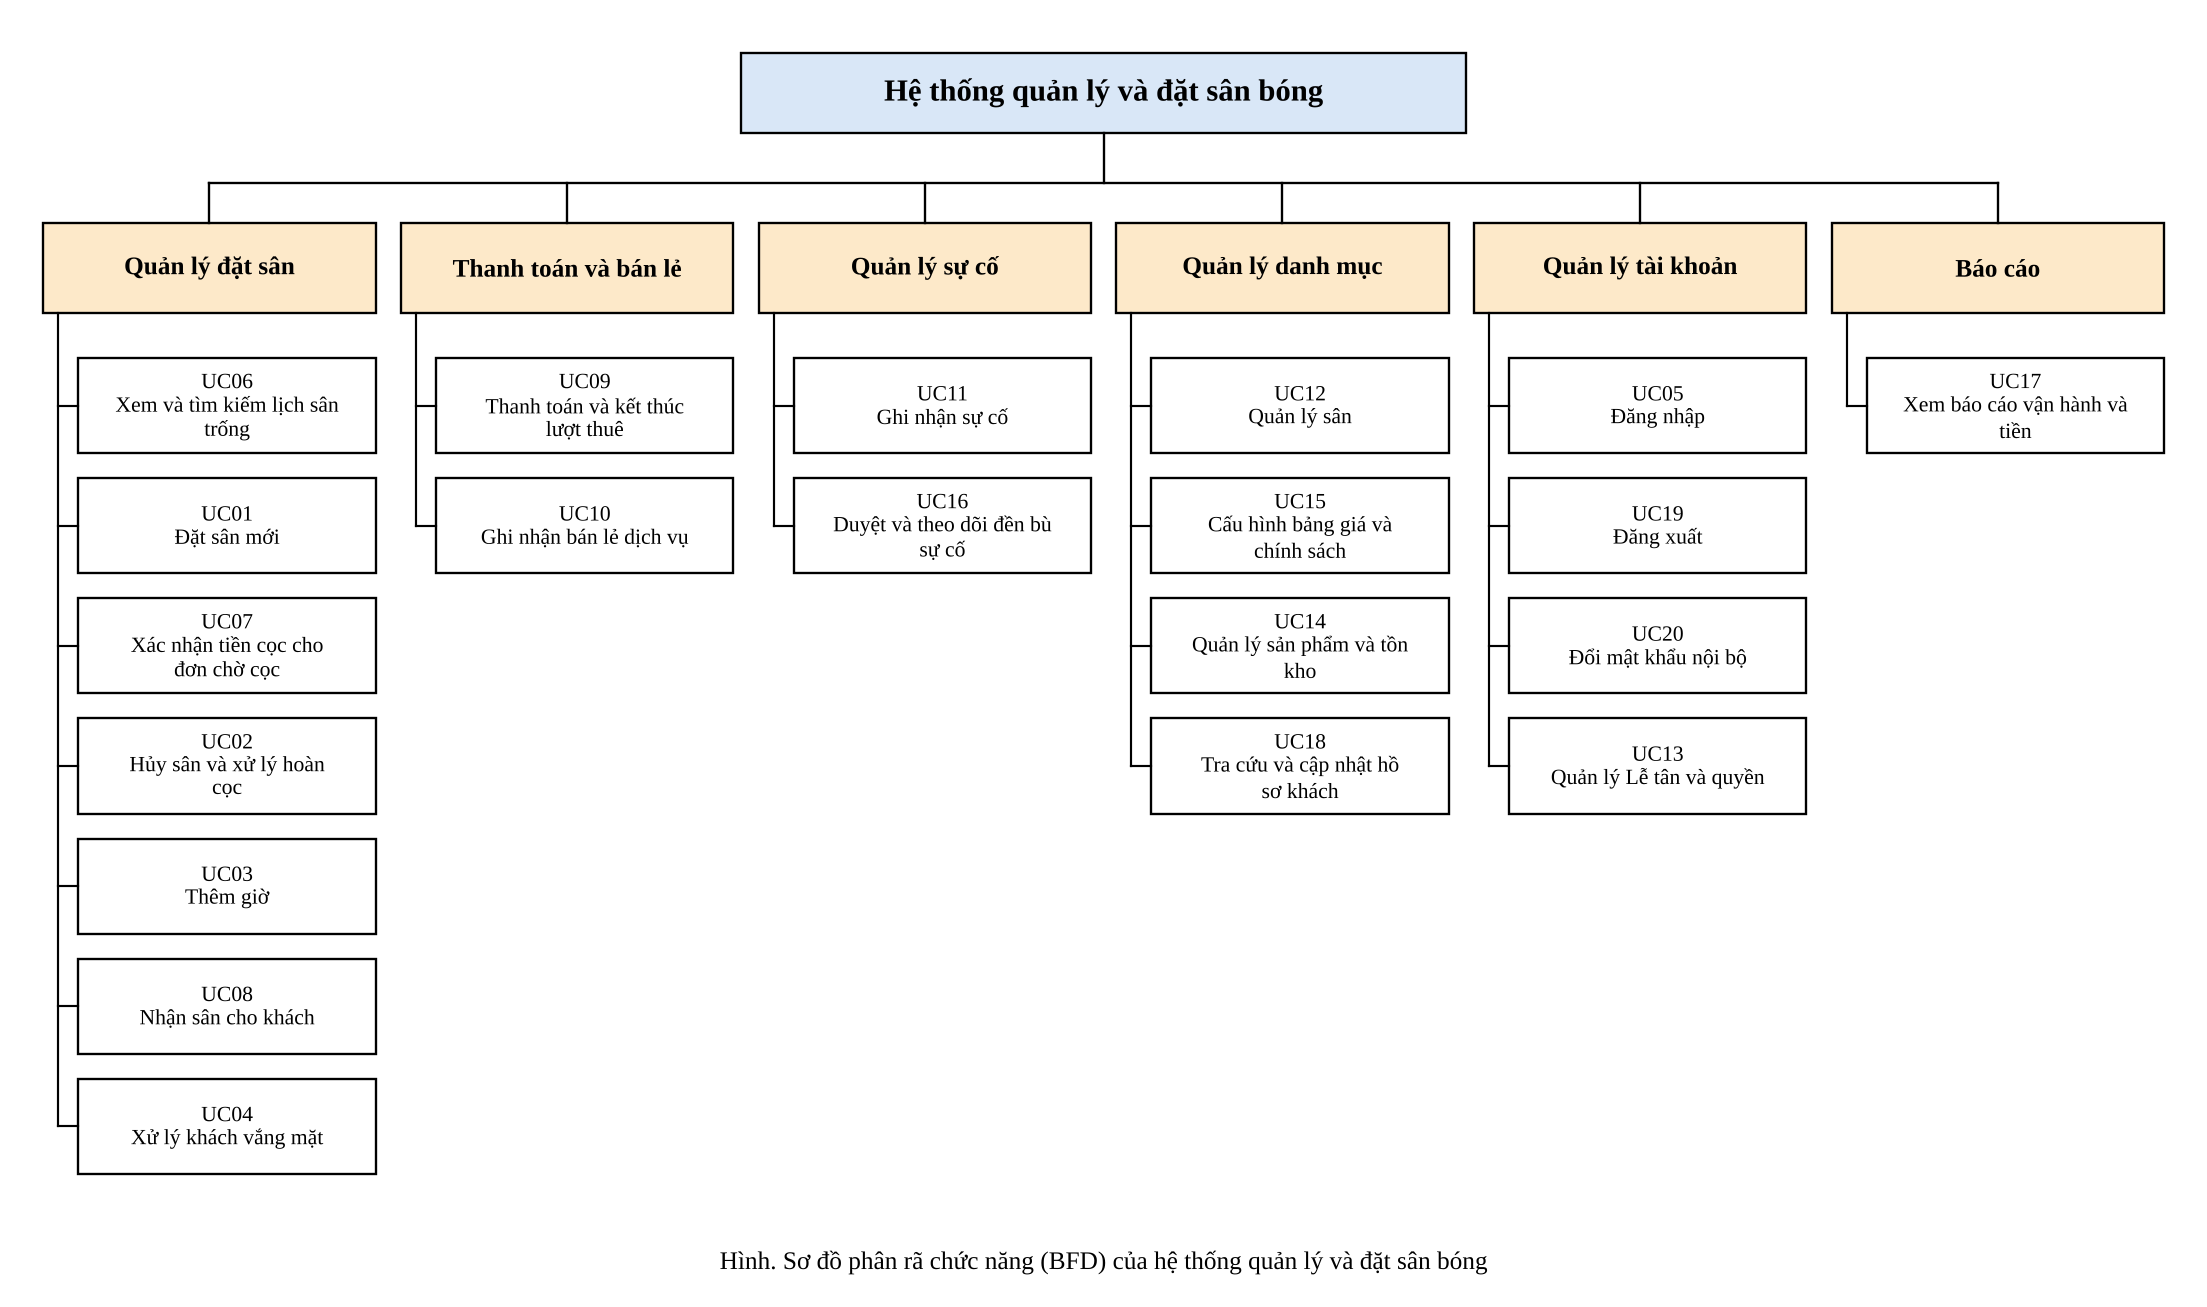 Hệ thống quản lý và đặt sân bóng
Quản lý đặt sân
Thanh toán và bán lẻ
Quản lý sự cố
Quản lý danh mục
Quản lý tài khoản
Báo cáo
UC06
Xem và tìm kiếm lịch sân
trống
UC01
Đặt sân mới
UC07
Xác nhận tiền cọc cho
đơn chờ cọc
UC02
Hủy sân và xử lý hoàn
cọc
UC03
Thêm giờ
UC08
Nhận sân cho khách
UC04
Xử lý khách vắng mặt
UC09
Thanh toán và kết thúc
lượt thuê
UC10
Ghi nhận bán lẻ dịch vụ
UC11
Ghi nhận sự cố
UC16
Duyệt và theo dõi đền bù
sự cố
UC12
Quản lý sân
UC15
Cấu hình bảng giá và
chính sách
UC14
Quản lý sản phẩm và tồn
kho
UC18
Tra cứu và cập nhật hồ
sơ khách
UC05
Đăng nhập
UC19
Đăng xuất
UC20
Đổi mật khẩu nội bộ
UC13
Quản lý Lễ tân và quyền
UC17
Xem báo cáo vận hành và
tiền
Hình. Sơ đồ phân rã chức năng (BFD) của hệ thống quản lý và đặt sân bóng